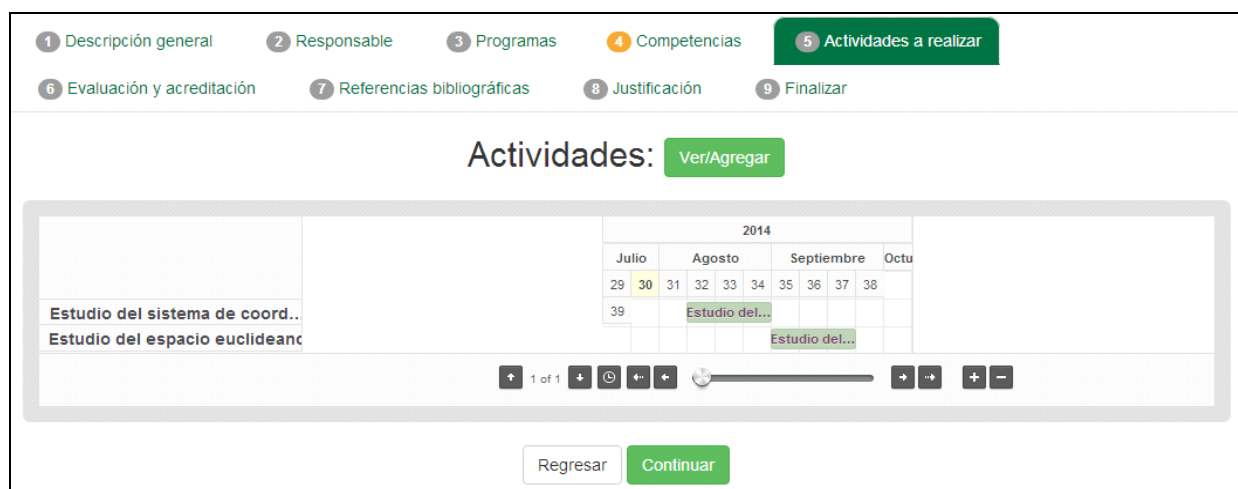 1 Descripción general 2 Responsable 3 Programas 4 Competencias 5 Actividades a realizar
6 Evaluación y acreditación 7 Referencias bibliográficas 8 Justificación 9 Finalizar
Actividades: Ver/Agregar
2014
Julio Agosto Septiembre Octu
29 30 31 32 33 34 35 36 37 38
Estudio del sistema de coord... 39 Estudio del...
Estudio del espacio euclideano Estudio del...
1 of 1
Regresar Continuar